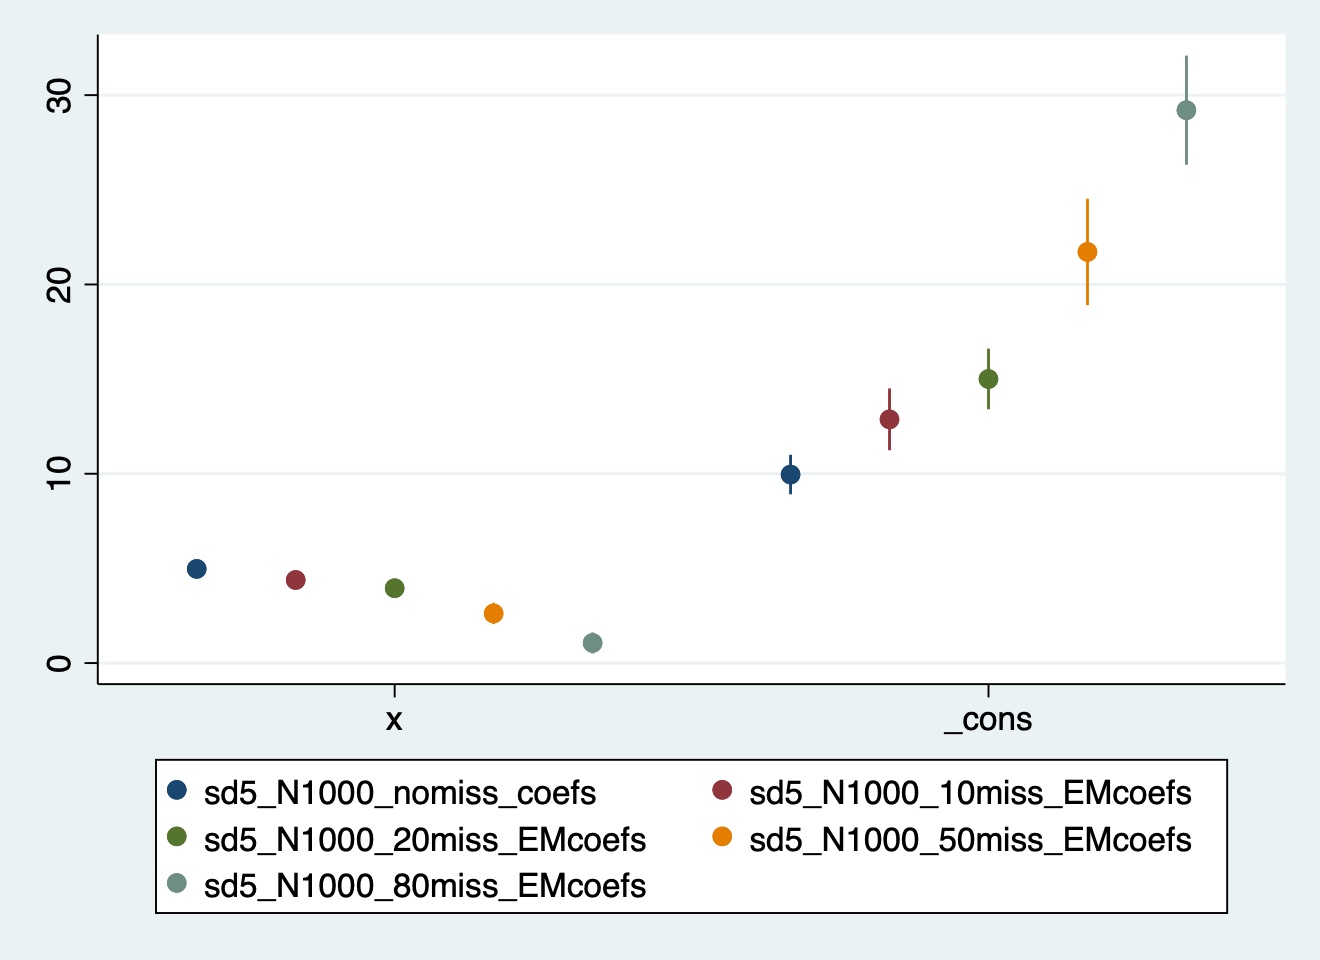 30
20
10
0
x _cons
sd5_N1000_nomiss_coefs sd5_N1000_10miss_EMcoefs
sd5_N1000_20miss_EMcoefs sd5_N1000_50miss_EMcoefs
sd5_N1000_80miss_EMcoefs